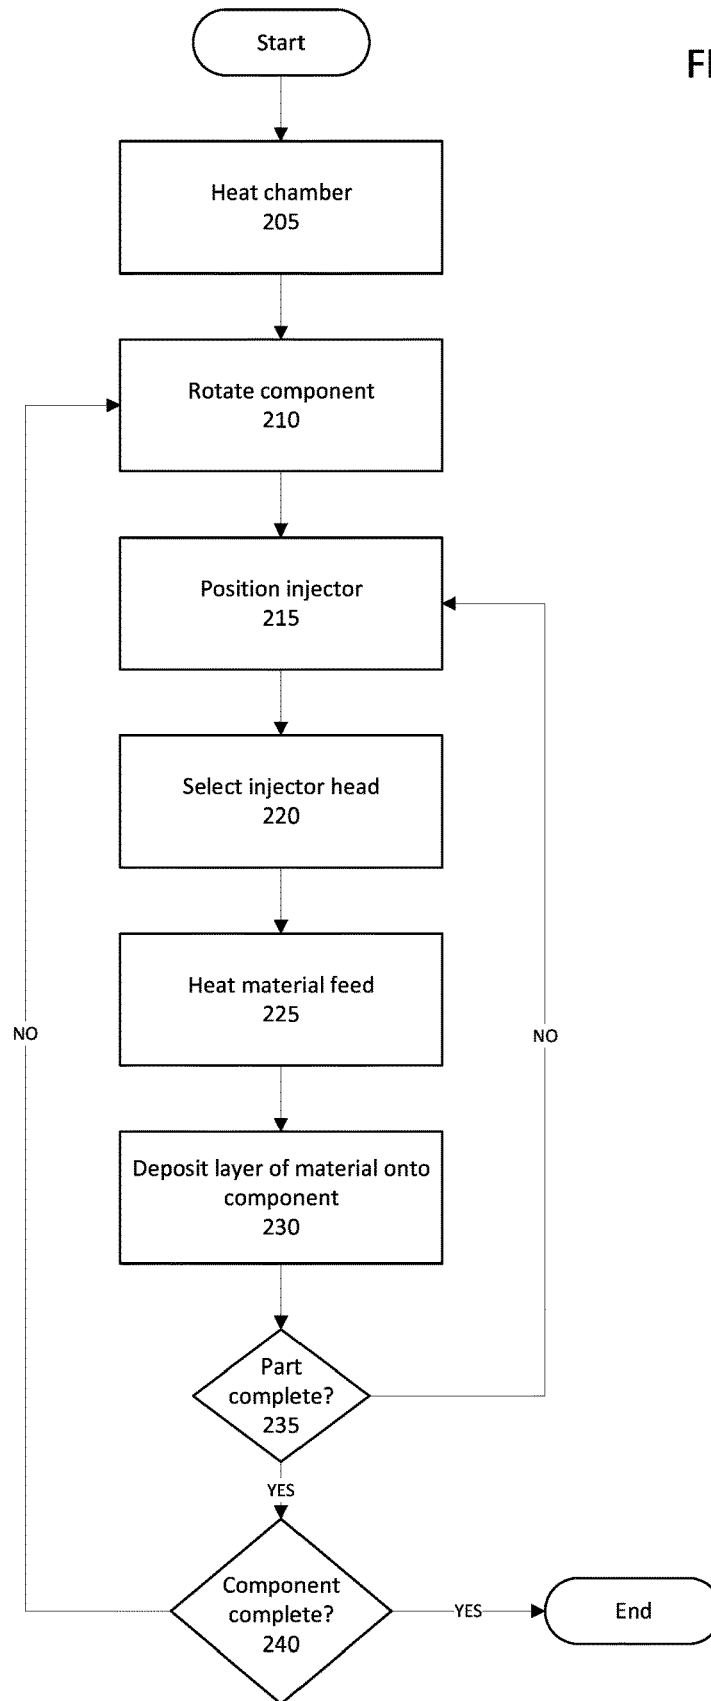 Start
Heat chamber
205
Rotate component
210
Position injector
215
Select injector head
220
Heat material feed
225
NO
NO
Deposit layer of material onto
component
230
Part
complete?
235
YES
Component
complete?
240
YES
End